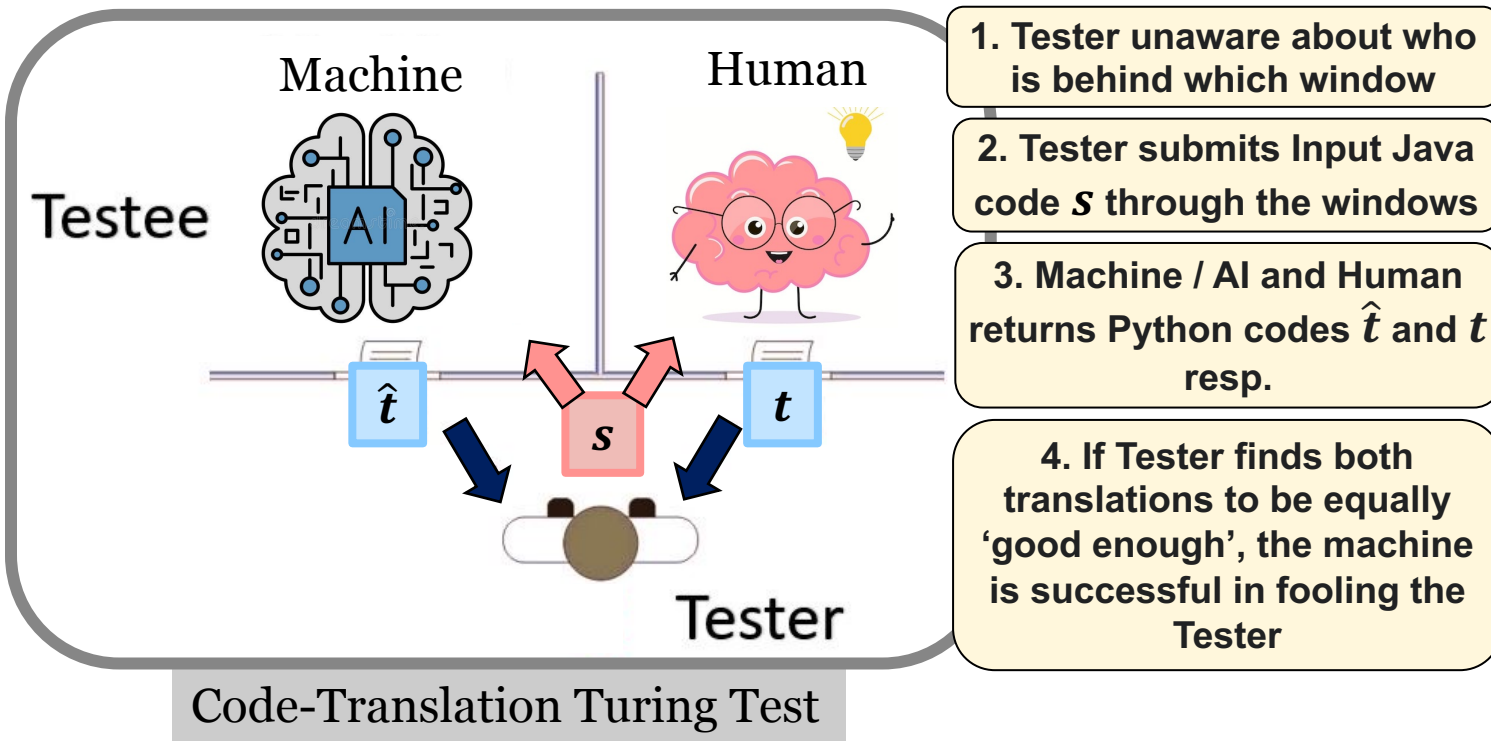 Machine
Human
AI
Testee
t̂
s
t
Tester
Code-Translation Turing Test
1. Tester unaware about who
is behind which window
2. Tester submits Input Java
code s through the windows
3. Machine / AI and Human
returns Python codes t̂ and t
resp.
4. If Tester finds both
translations to be equally
‘good enough’, the machine
is successful in fooling the
Tester